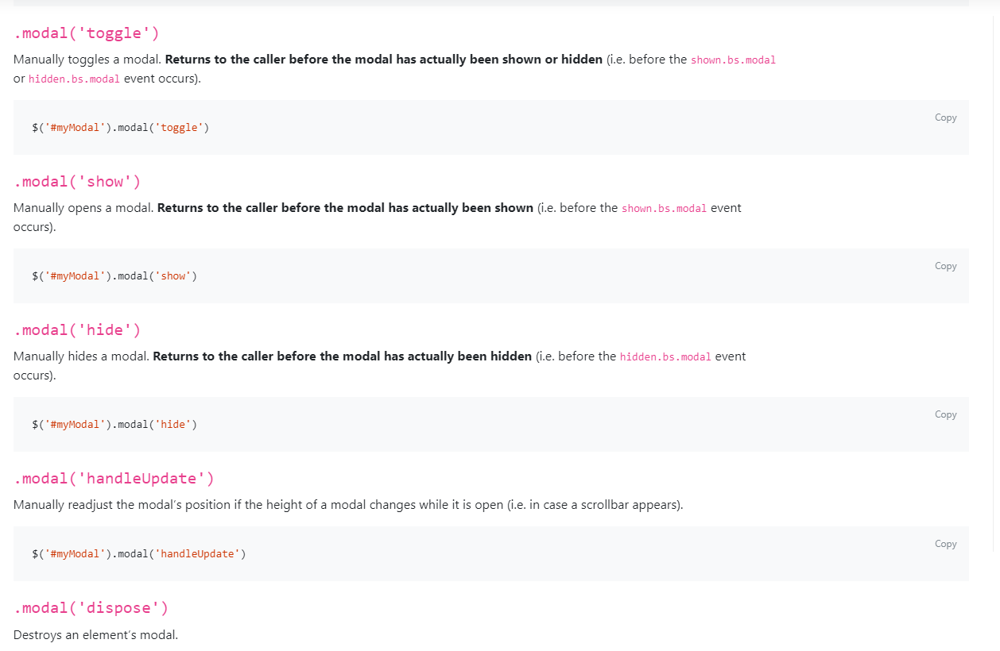 .modal('toggle')
Manually toggles a modal. Returns to the caller before the modal has actually been shown or hidden (i.e. before the shown.bs.modal
or hidden.bs.modal event occurs).
Copy
$('#myModal').modal('toggle')
.modal('show')
Manually opens a modal. Returns to the caller before the modal has actually been shown (i.e. before the shown.bs.modal event
occurs).
Copy
$('#myModal').modal('show')
.modal('hide')
Manually hides a modal. Returns to the caller before the modal has actually been hidden (i.e. before the hidden.bs.modal event
occurs).
Copy
$('#myModal').modal('hide')
.modal('handleUpdate')
Manually readjust the modal’s position if the height of a modal changes while it is open (i.e. in case a scrollbar appears).
Copy
$('#myModal').modal('handleUpdate')
.modal('dispose')
Destroys an element’s modal.